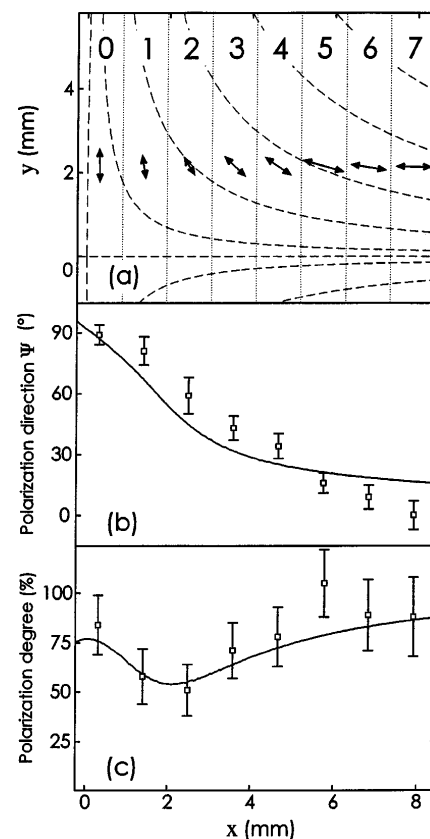 0 1 2 3 4 5 6 7
y (mm)
4
2
0
(a)
Polarization direction Ψ (°)
90
60
30
0
(b)
Polarization degree (%)
100
75
50
25
(c)
0 2 4 6 8
x (mm)